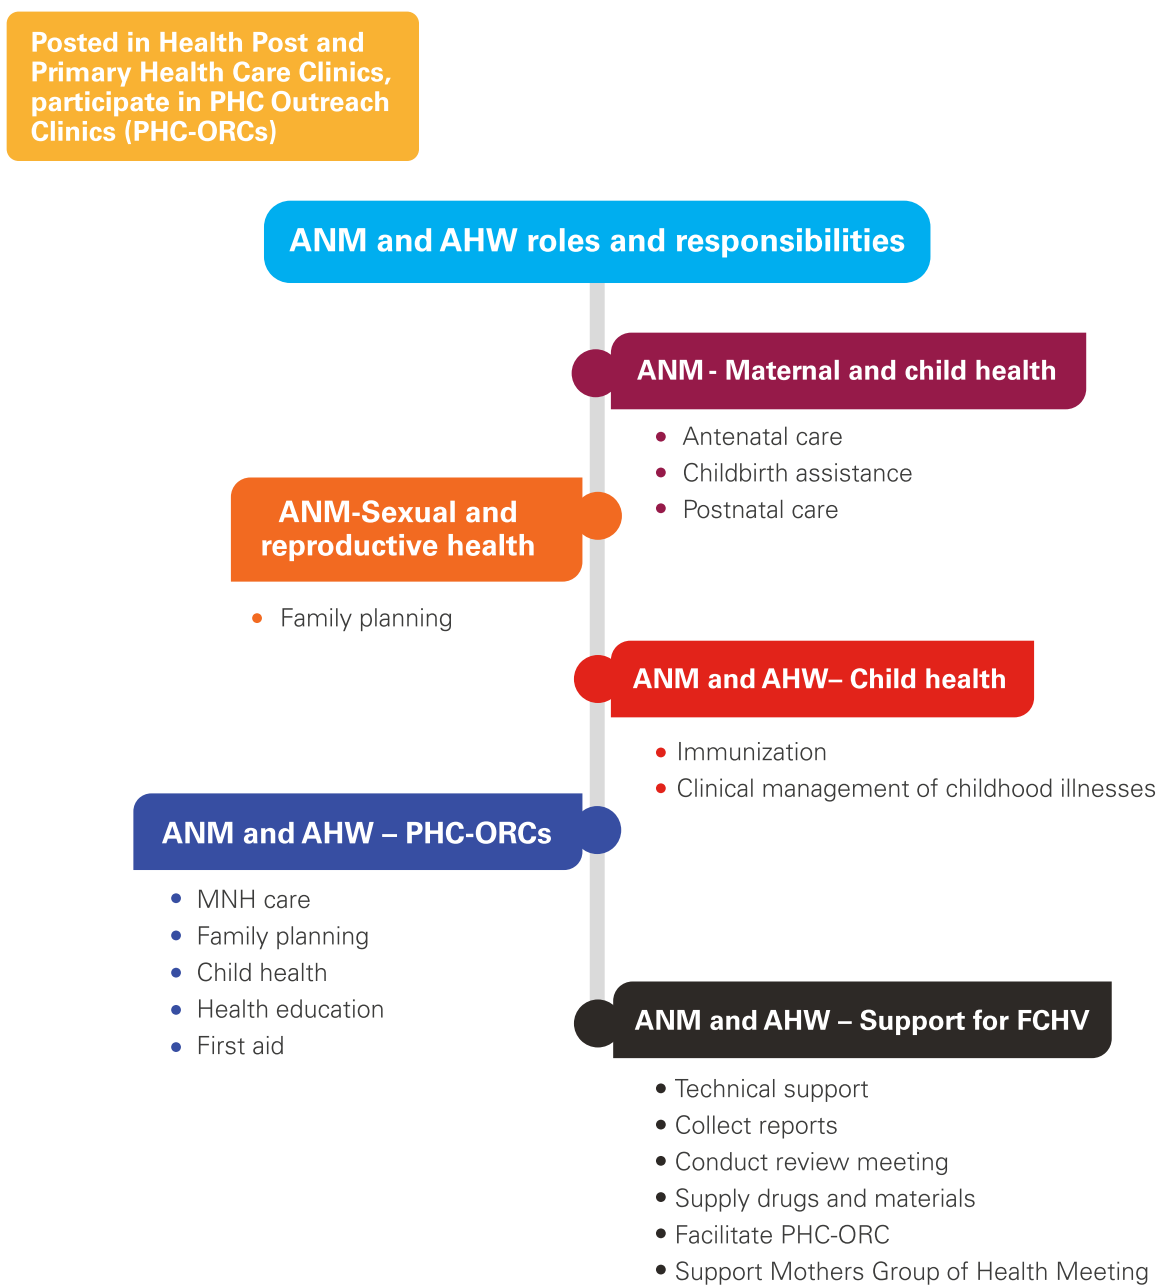 Posted in Health Post and
Primary Health Care Clinics,
participate in PHC Outreach
Clinics (PHC-ORCs)
ANM and AHW roles and responsibilities
ANM - Maternal and child health
• Antenatal care
• Childbirth assistance
• Postnatal care
ANM-Sexual and
reproductive health
• Family planning
ANM and AHW– Child health
• Immunization
• Clinical management of childhood illnesses
ANM and AHW – PHC-ORCs
• MNH care
• Family planning
• Child health
• Health education
• First aid
ANM and AHW – Support for FCHV
• Technical support
• Collect reports
• Conduct review meeting
• Supply drugs and materials
• Facilitate PHC-ORC
• Support Mothers Group of Health Meeting